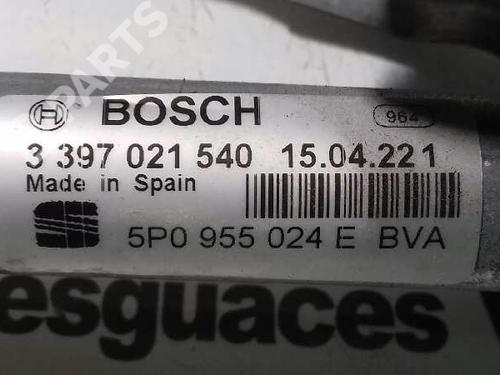 PARTS
BOSCH 964
3 397 021 540 15.04.221
Made in Spain
5P0 955 024 E BVA
esguaces